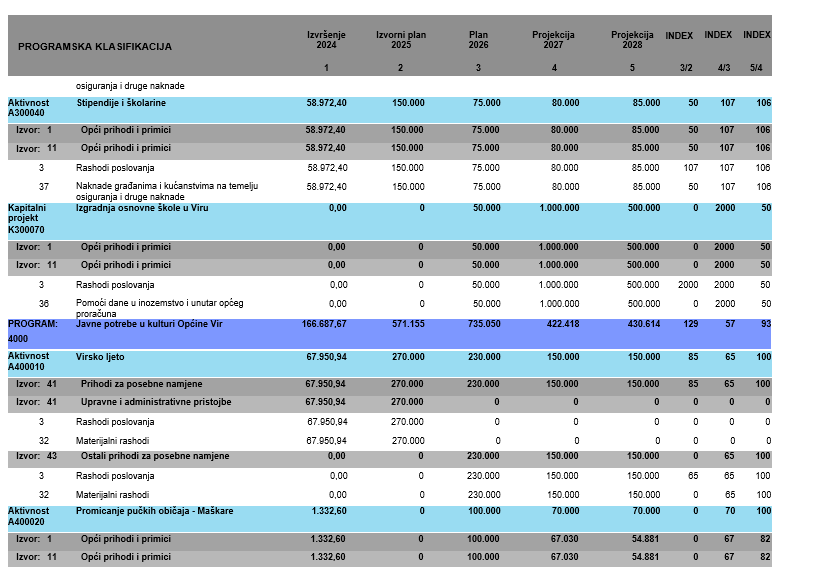 PROGRAMSKA KLASIFIKACIJA Izvršenje 2024 Izvorni plan 2025 Plan 2026 Projekcija 2027 Projekcija 2028 INDEX INDEX INDEX
1 2 3 4 5 3/2 4/3 5/4
osiguranja i druge naknade
Aktivnost A300040 Stipendije i školarine 58.972,40 150.000 75.000 80.000 85.000 50 107 106
Izvor: 1 Opći prihodi i primici 58.972,40 150.000 75.000 80.000 85.000 50 107 106
Izvor: 11 Opći prihodi i primici 58.972,40 150.000 75.000 80.000 85.000 50 107 106
3 Rashodi poslovanja 58.972,40 150.000 75.000 80.000 85.000 107 107 106
37 Naknade građanima i kućanstvima na temelju 58.972,40 150.000 75.000 80.000 85.000 50 107 106
osiguranja i druge naknade
Kapitalni projekt K300070 Izgradnja osnovne škole u Viru 0,00 0 50.000 1.000.000 500.000 0 2000 50
Izvor: 1 Opći prihodi i primici 0,00 0 50.000 1.000.000 500.000 0 2000 50
Izvor: 11 Opći prihodi i primici 0,00 0 50.000 1.000.000 500.000 0 2000 50
3 Rashodi poslovanja 0,00 0 50.000 1.000.000 500.000 2000 2000 50
36 Pomoći dane u inozemstvo i unutar općeg 0,00 0 50.000 1.000.000 500.000 0 2000 50
proračuna
PROGRAM: 4000 Javne potrebe u kulturi Općine Vir 166.687,67 571.155 735.050 422.418 430.614 129 57 93
Aktivnost A400010 Virsko ljeto 67.950,94 270.000 230.000 150.000 150.000 85 65 100
Izvor: 41 Prihodi za posebne namjene 67.950,94 270.000 230.000 150.000 150.000 85 65 100
Izvor: 41 Upravne i administrativne pristojbe 67.950,94 270.000 0 0 0 0 0 0
3 Rashodi poslovanja 67.950,94 270.000 0 0 0 0 0 0
32 Materijalni rashodi 67.950,94 270.000 0 0 0 0 0 0
Izvor: 43 Ostali prihodi za posebne namjene 0,00 0 230.000 150.000 150.000 0 65 100
3 Rashodi poslovanja 0,00 0 230.000 150.000 150.000 65 65 100
32 Materijalni rashodi 0,00 0 230.000 150.000 150.000 0 65 100
Aktivnost A400020 Promicanje pučkih običaja - Maškare 1.332,60 0 100.000 70.000 70.000 0 70 100
Izvor: 1 Opći prihodi i primici 1.332,60 0 100.000 67.030 54.881 0 67 82
Izvor: 11 Opći prihodi i primici 1.332,60 0 100.000 67.030 54.881 0 67 82